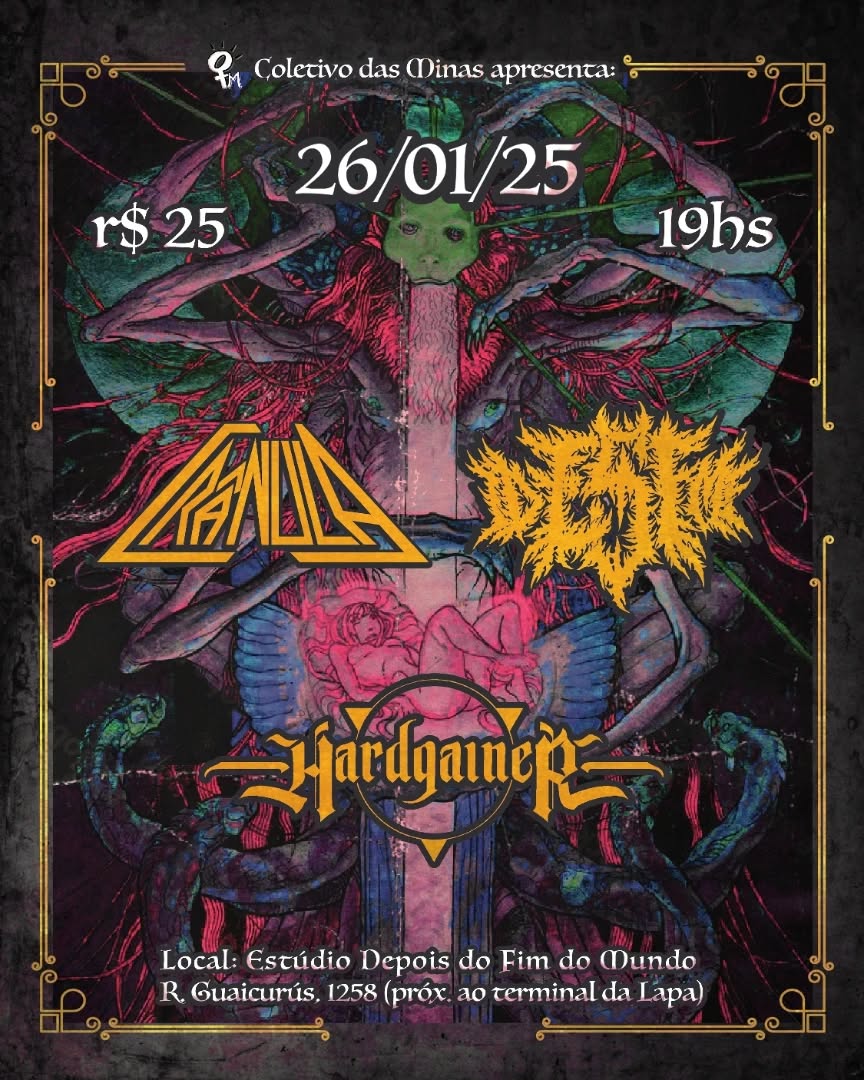 Coletivo das Minas apresenta:
26/01/25
r$ 25
19hs
CRÂNULA
HardgaineR
Local: Estúdio Depois do Fim do Mundo
R. Guaicurús, 1258 (próx. ao terminal da Lapa)